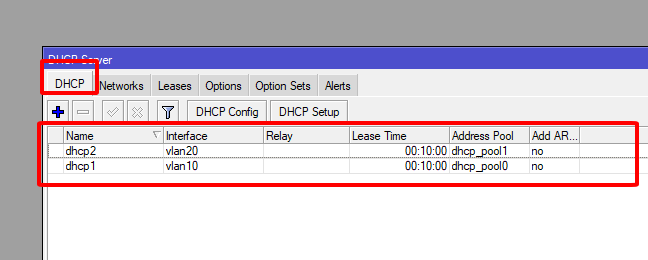 DHCP Server
DHCP Networks Leases Options Option Sets Alerts
DHCP Config DHCP Setup
Name Interface Relay Lease Time Address Pool Add AR...
dhcp2 vlan20 00:10:00 dhcp_pool1 no
dhcp1 vlan10 00:10:00 dhcp_pool0 no